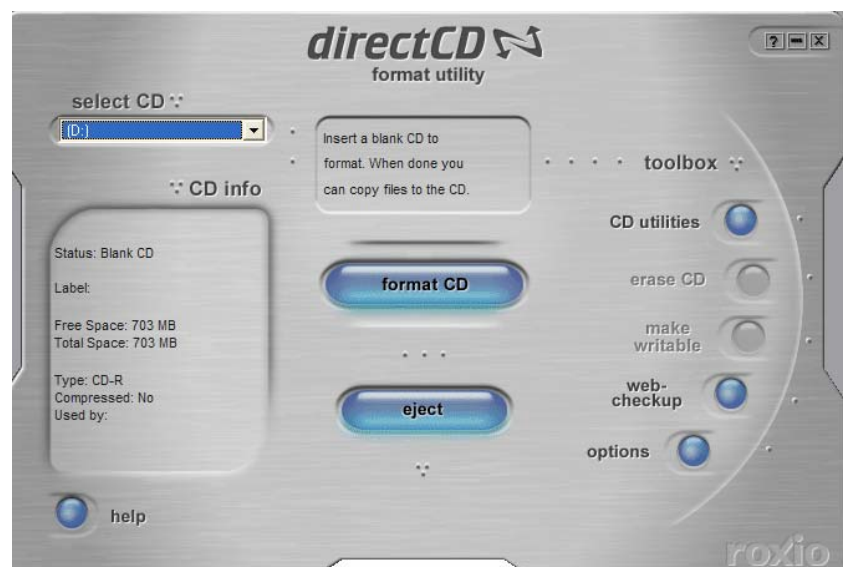 directCD
format utility
?
X
select CD
(D:)
Insert a blank CD to
format. When done you
can copy files to the CD.
toolbox
CD info
CD utilities
Status: Blank CD
Label:
format CD
erase CD
Free Space: 703 MB
Total Space: 703 MB
make
writable
Type: CD-R
Compressed: No
Used by:
eject
web-
checkup
options
help
roxio